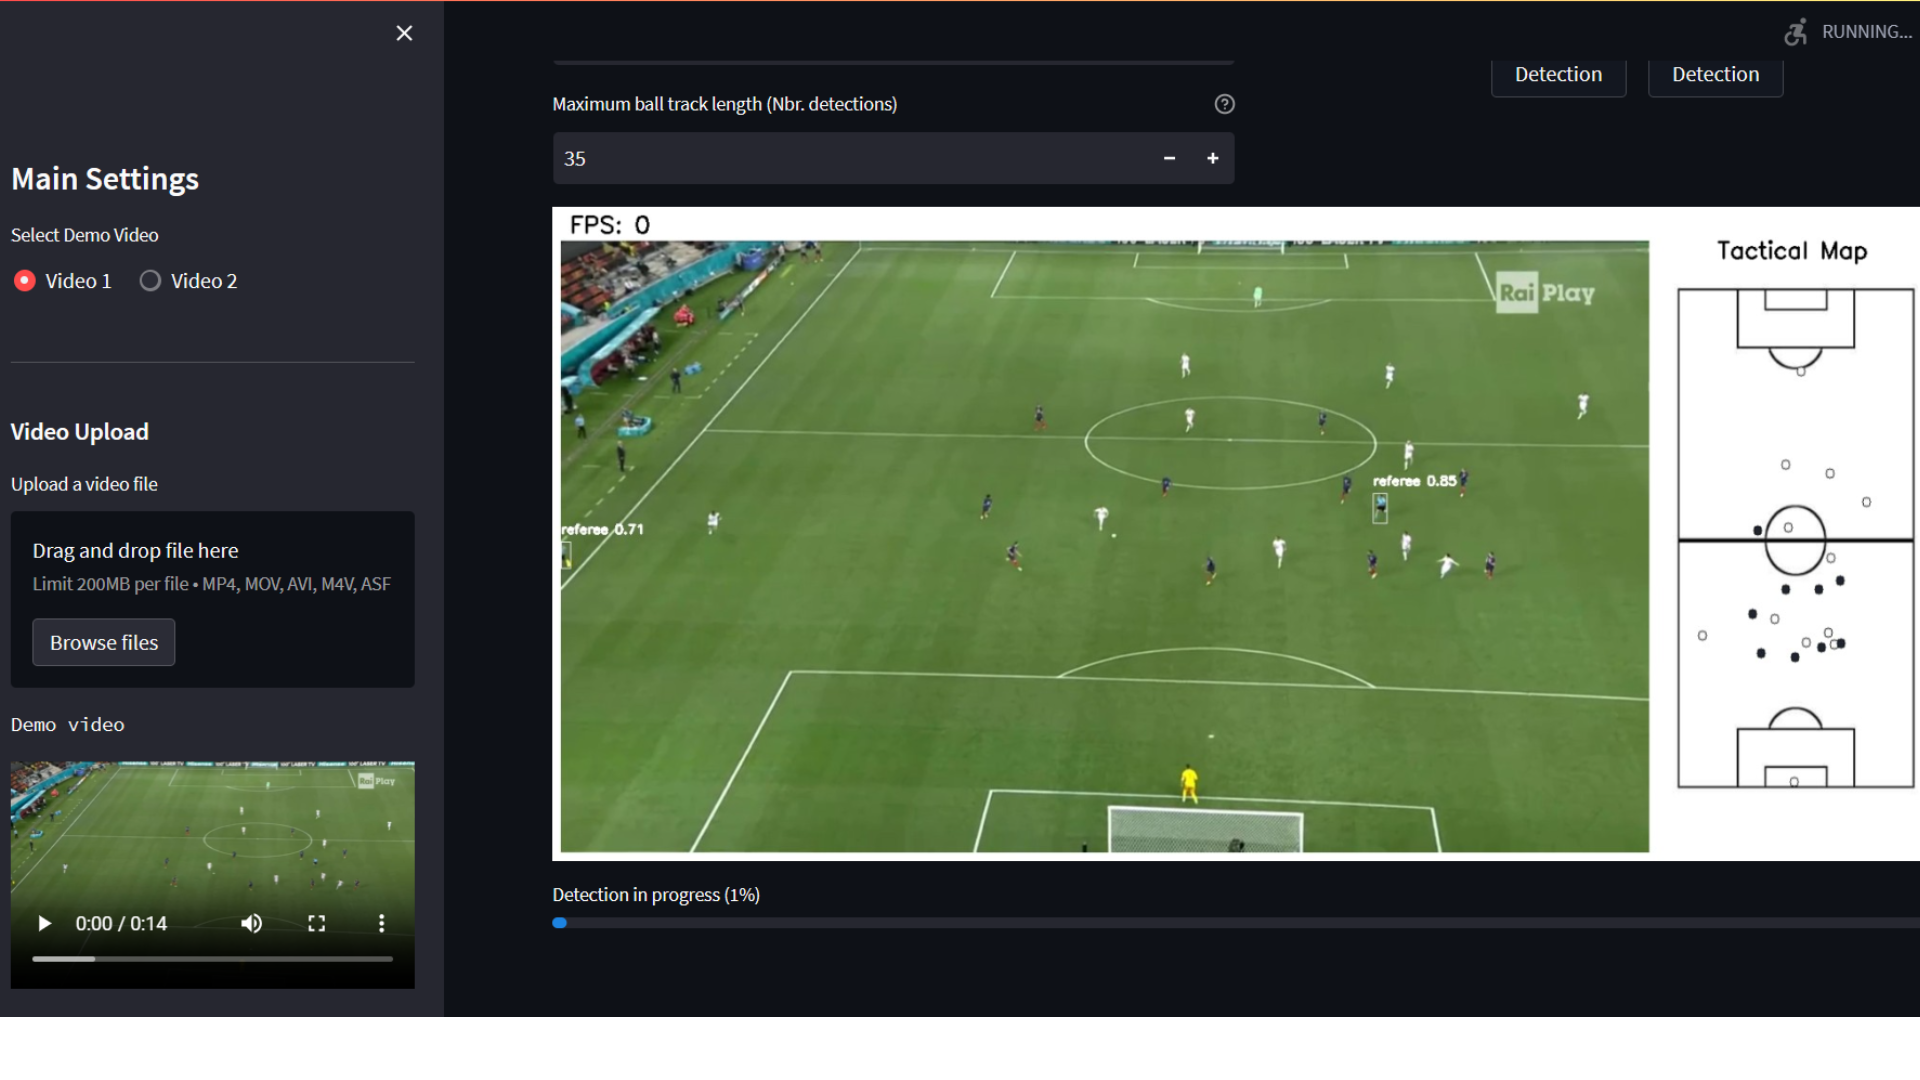 RUNNING...
Detection
Detection
Maximum ball track length (Nbr. detections)
35
Main Settings
Select Demo Video
Video 1
Video 2
Video Upload
Upload a video file
Drag and drop file here
Limit 200MB per file • MP4, MOV, AVI, M4V, ASF
Browse files
Demo video
Rai Play
0:00 / 0:14
FPS: 0
Rai Play
referee 0.85
referee 0.71
Tactical Map
Detection in progress (1%)